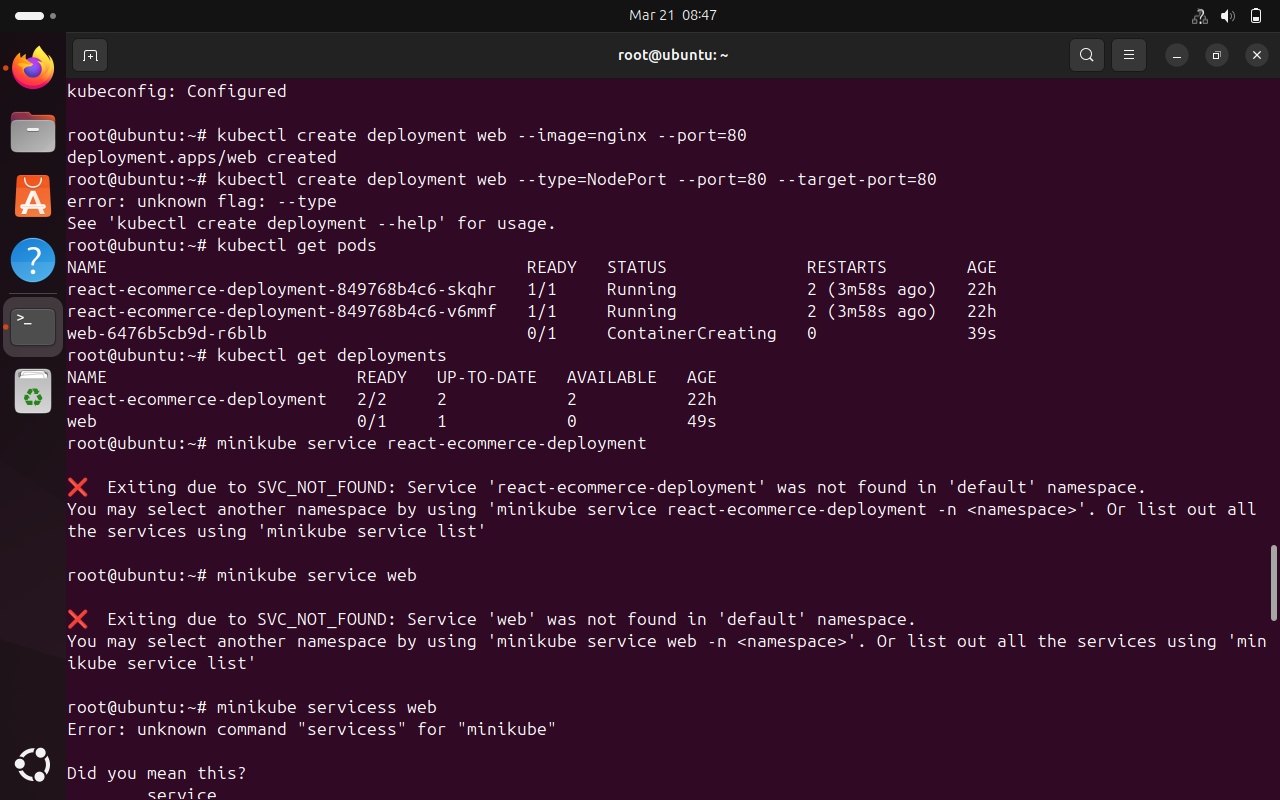 Mar 21 08:47
root@ubuntu: ~
kubeconfig: Configured
root@ubuntu:~# kubectl create deployment web --image=nginx --port=80
deployment.apps/web created
root@ubuntu:~# kubectl create deployment web --type=NodePort --port=80 --target-port=80
error: unknown flag: --type
See 'kubectl create deployment --help' for usage.
root@ubuntu:~# kubectl get pods
NAME READY STATUS RESTARTS AGE
react-ecommerce-deployment-849768b4c6-skqhr 1/1 Running 2 (3m58s ago) 22h
react-ecommerce-deployment-849768b4c6-v6mmf 1/1 Running 2 (3m58s ago) 22h
web-6476b5cb9d-r6blb 0/1 ContainerCreating 0 39s
root@ubuntu:~# kubectl get deployments
NAME READY UP-TO-DATE AVAILABLE AGE
react-ecommerce-deployment 2/2 2 2 22h
web 0/1 1 0 49s
root@ubuntu:~# minikube service react-ecommerce-deployment
❌ Exiting due to SVC_NOT_FOUND: Service 'react-ecommerce-deployment' was not found in 'default' namespace.
You may select another namespace by using 'minikube service react-ecommerce-deployment -n <namespace>'. Or list out all
the services using 'minikube service list'
root@ubuntu:~# minikube service web
❌ Exiting due to SVC_NOT_FOUND: Service 'web' was not found in 'default' namespace.
You may select another namespace by using 'minikube service web -n <namespace>'. Or list out all the services using 'min
ikube service list'
root@ubuntu:~# minikube servicess web
Error: unknown command "servicess" for "minikube"
Did you mean this?
service